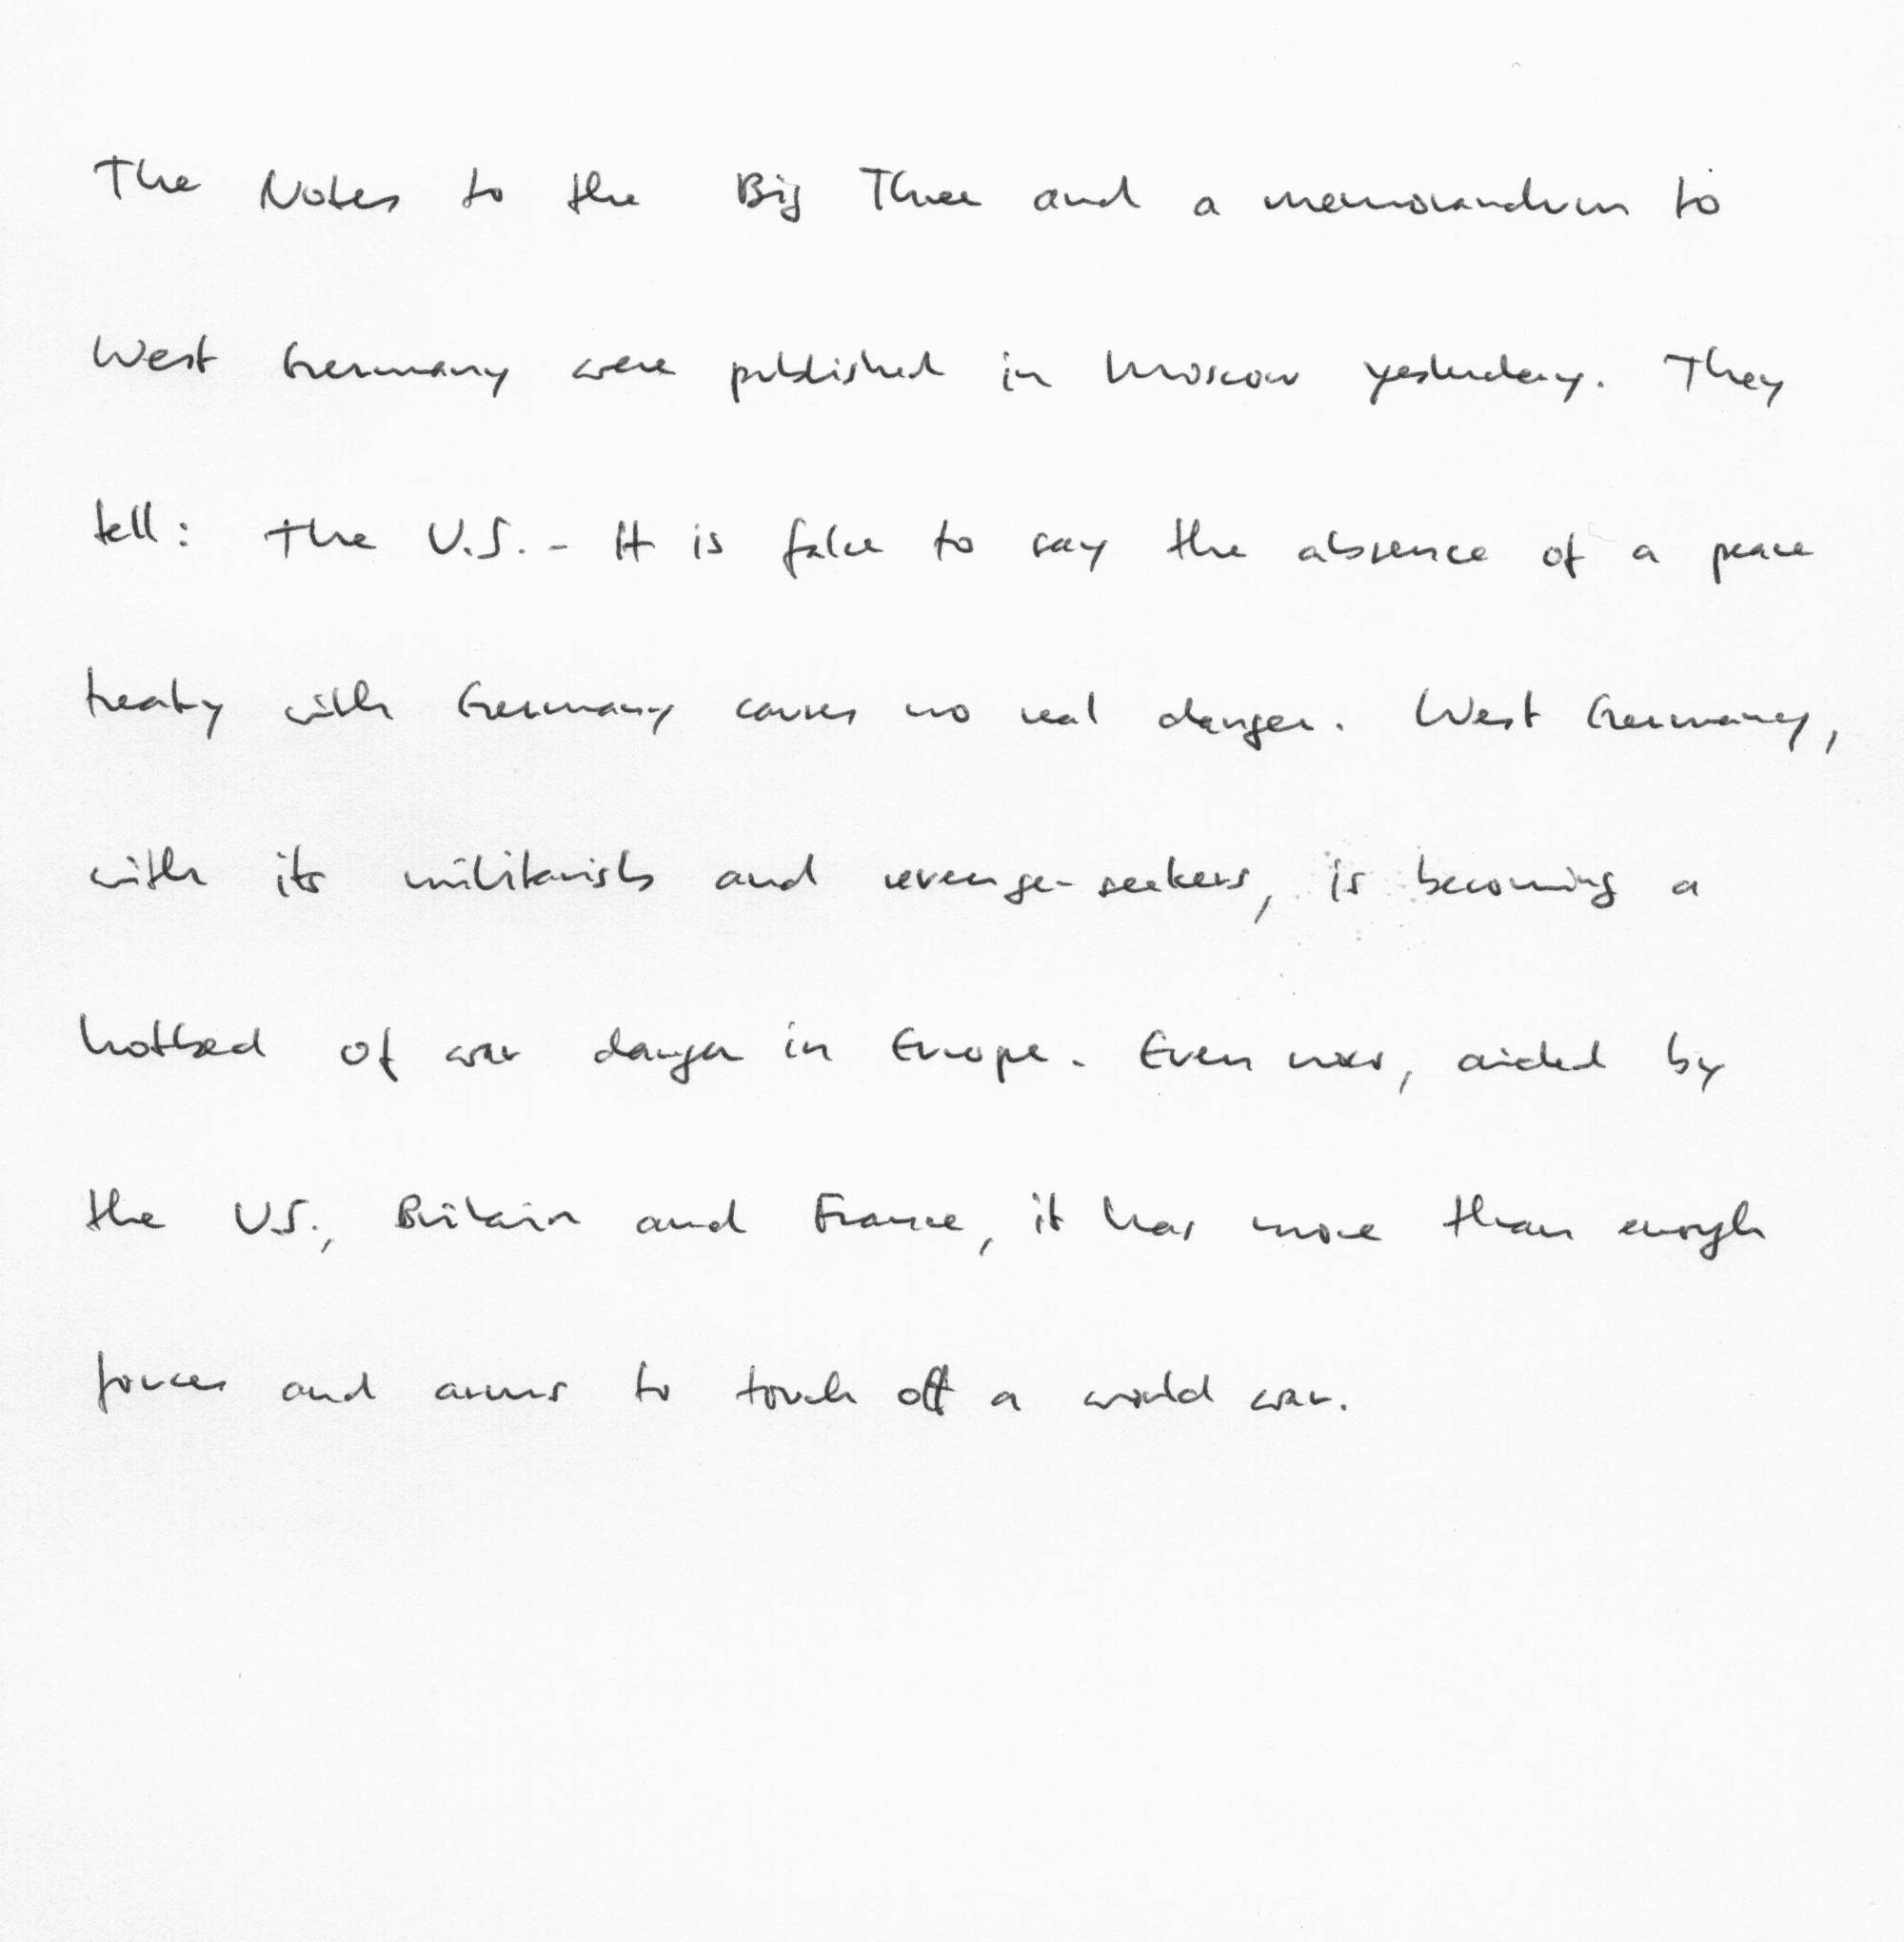 The Notes to the Big Three and a memorandum to
West Germany were published in Moscow yesterday. They
tell: The U.S. - It is false to say the absence of a peace
treaty with Germany causes no real danger. West Germany,
with its militarists and revenge-seekers, is becoming a
hotbed of war danger in Europe. Even now, aided by
the U.S., Britain and France, it has more than enough
forces and arms to touch off a world war.